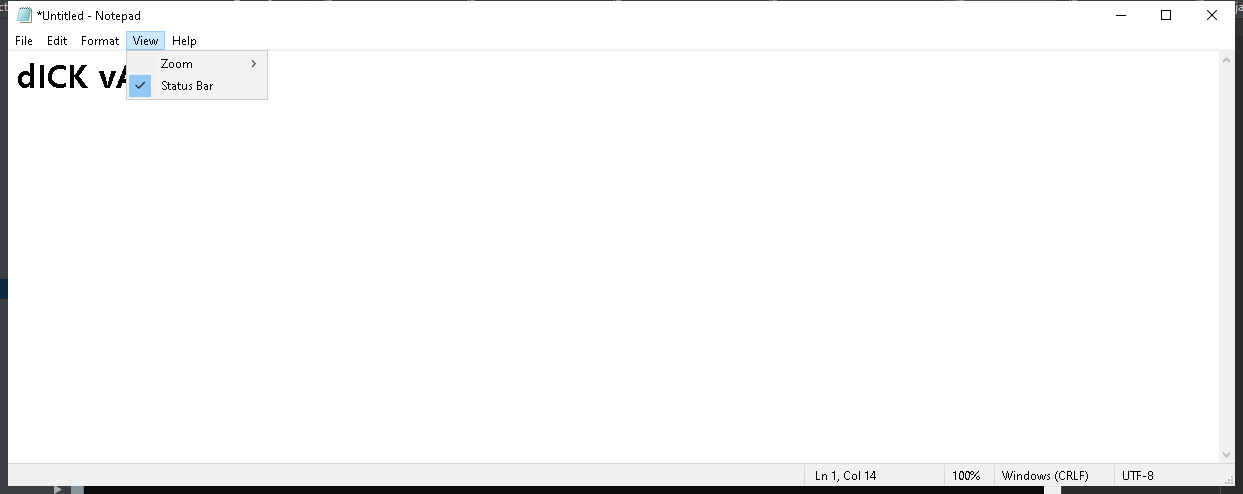 *Untitled - Notepad
File Edit Format View Help
Zoom
Status Bar
dICK
Ln 1, Col 14 100% Windows (CRLF) UTF-8